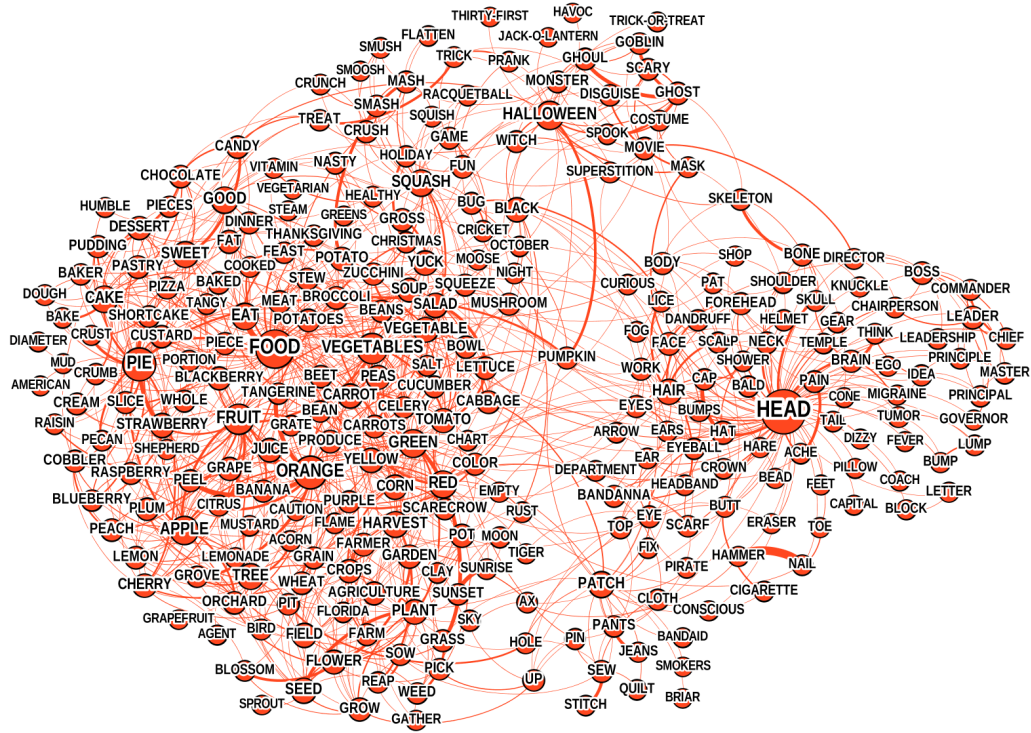 HAVOC
THIRTY-FIRST
TRICK-OR-TREAT
FLATTEN
JACK-O-LANTERN
GOBLIN
SMUSH
TRICK
PRANK
GHOUL
SMOOSH
SCARY
CRUNCH
MASH
MONSTER
DISGUISE
GHOST
RACQUETBALL
SMASH
SQUISH
HALLOWEEN
TREAT
CRUSH
COSTUME
GAME
WITCH
SPOOK
MOVIE
CANDY
HOLIDAY
VITAMIN
NASTY
FUN
SUPERSTITION
MASK
CHOCOLATE
SQUASH
VEGETARIAN
HEALTHY
SKELETON
HUMBLE
PIECES
GOOD
BUG
BLACK
STEAM
GREENS
DESSERT
DINNER
GROSS
CRICKET
THANKSGIVING
PUDDING
FAT
CHRISTMAS
OCTOBER
SWEET
FEAST
POTATO
YUCK
MOOSE
BONE
SHOP
DIRECTOR
BAKER
PASTRY
COOKED
ZUCCHINI
NIGHT
BODY
BOSS
PIZZA
BAKED
STEW
SOUP
SQUEEZE
CURIOUS
PAT
SHOULDER
KNUCKLE
COMMANDER
DOUGH
CAKE
TANGY
MEAT
BROCCOLI
SALAD
MUSHROOM
LICE
FOREHEAD
SKULL
CHAIRPERSON
BAKE
SHORTCAKE
EAT
POTATOES
BEANS
DANDRUFF
HELMET
GEAR
LEADER
CRUST
CUSTARD
VEGETABLE
FOG
THINK
DIAMETER
PIECE
FOOD
VEGETABLES
BOWL
FACE
SCALP
NECK
TEMPLE
LEADERSHIP
CHIEF
MUD
PIE
PORTION
PUMPKIN
SHOWER
BRAIN
PRINCIPLE
CRUMB
BLACKBERRY
BEET
PEAS
SALT
LETTUCE
WORK
CAP
PAIN
EGO
IDEA
MASTER
AMERICAN
CUCUMBER
HAIR
BALD
MIGRAINE
CREAM
SLICE
WHOLE
TANGERINE
CARROT
CABBAGE
EYES
CONE
PRINCIPAL
BEAN
CELERY
BUMPS
HEAD
TUMOR
RAISIN
STRAWBERRY
FRUIT
GRATE
CARROTS
TOMATO
TAIL
GOVERNOR
PECAN
SHEPHERD
PRODUCE
GREEN
CHART
ARROW
EARS
HAT
DIZZY
FEVER
LUMP
JUICE
EYEBALL
HARE
ACHE
COBBLER
RASPBERRY
GRAPE
ORANGE
YELLOW
COLOR
DEPARTMENT
EAR
CROWN
PILLOW
BUMP
PEEL
BANANA
CORN
RED
EMPTY
HEADBAND
BEAD
FEET
COACH
LETTER
BLUEBERRY
PLUM
CITRUS
PURPLE
BANDANNA
CAPITAL
BLOCK
CAUTION
SCARECROW
RUST
BUTT
PEACH
APPLE
MUSTARD
FLAME
HARVEST
TOP
EYE
SCARF
ERASER
TOE
ACORN
FARMER
POT
MOON
LEMON
LEMONADE
GRAIN
GARDEN
TIGER
FIX
HAMMER
NAIL
CHERRY
GROVE
TREE
WHEAT
CROPS
CLAY
SUNRISE
PIRATE
PATCH
AGRICULTURE
SUNSET
CIGARETTE
ORCHARD
PIT
FLORIDA
PLANT
AX
CLOTH
CONSCIOUS
GRAPEFRUIT
SKY
AGENT
BIRD
FIELD
FARM
GRASS
HOLE
PIN
PANTS
BANDAID
BLOSSOM
FLOWER
SOW
PICK
JEANS
SMOKERS
SEW
SEED
REAP
WEED
UP
QUILT
BRIAR
SPROUT
GROW
GATHER
STITCH